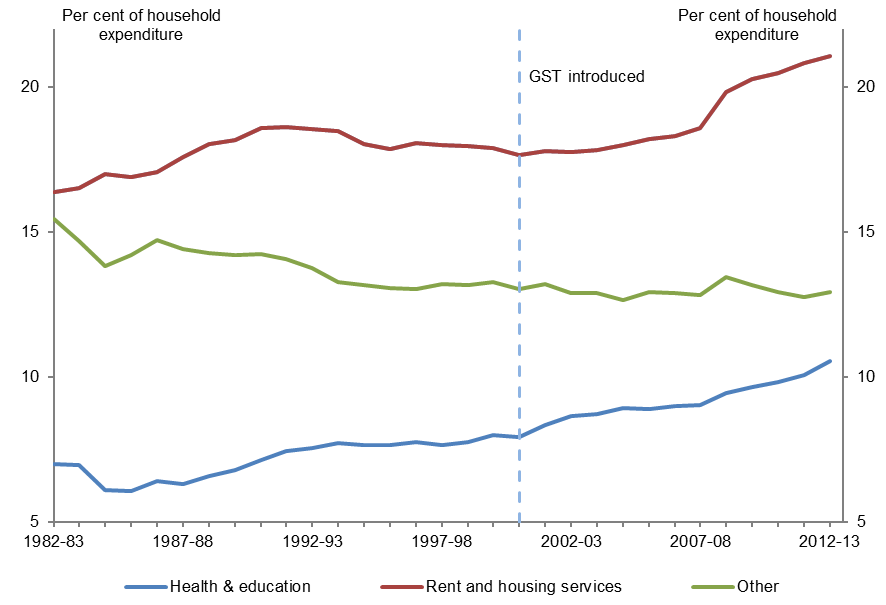 Per cent of household
expenditure
Per cent of household
expenditure
GST introduced
20
20
15
15
10
10
5
5
1982-83
1987-88
1992-93
1997-98
2002-03
2007-08
2012-13
Health & education
Rent and housing services
Other